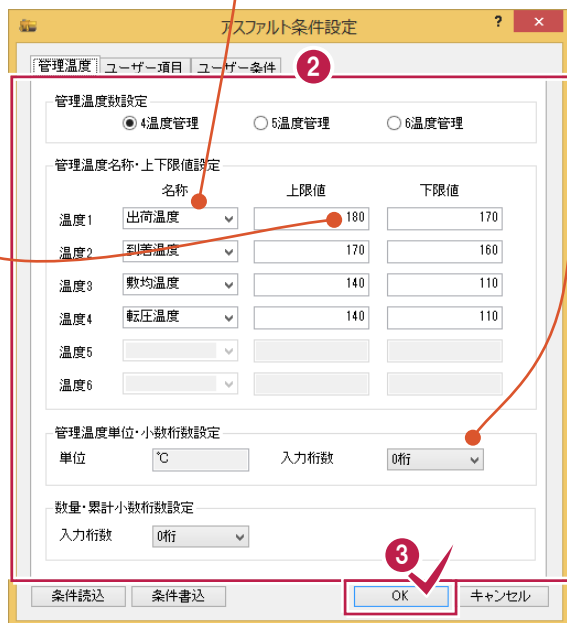 アスファルト条件設定 ? ×
管理温度 ユーザー項目 ユーザー条件 2
管理温度数設定
4温度管理 5温度管理 6温度管理
管理温度名称・上下限値設定
名称 上限値 下限値
温度1 出荷温度 180 170
温度2 到着温度 170 160
温度3 敷均温度 140 110
温度4 転圧温度 140 110
温度5
温度6
管理温度単位・小数桁数設定
単位 ℃ 入力桁数 0桁
数量・累計小数桁数設定
入力桁数 0桁
3
条件読込 条件書込 OK キャンセル